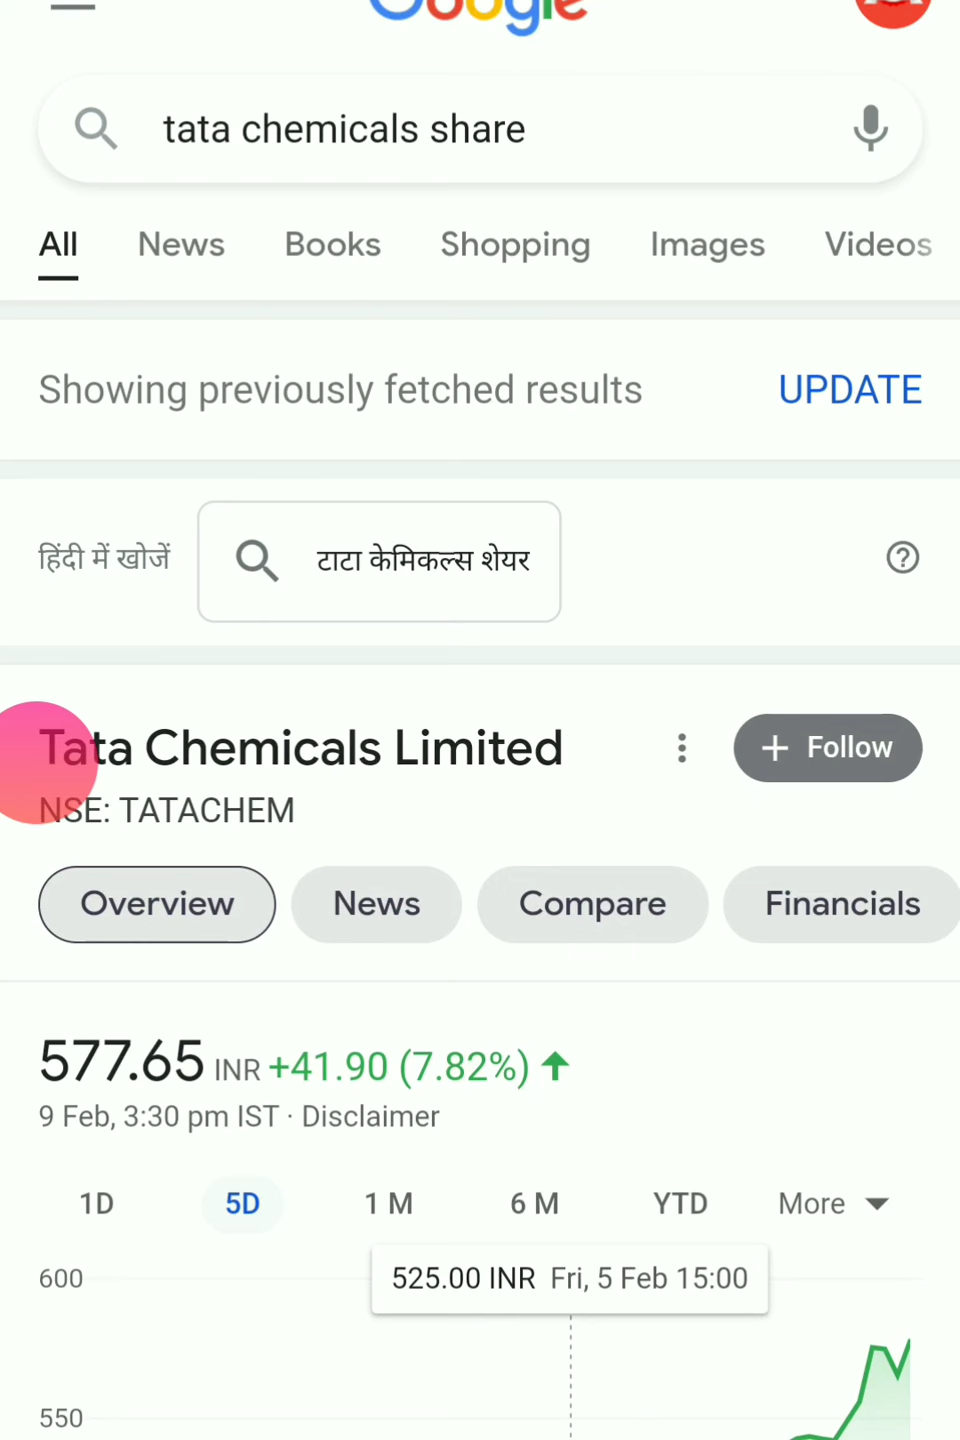 Google
tata chemicals share
All News Books Shopping Images Videos
Showing previously fetched results UPDATE
हिंदी में खोजें टाटा केमिकल्स शेयर
Tata Chemicals Limited + Follow
NSE: TATACHEM
Overview News Compare Financials
577.65 INR +41.90 (7.82%)
9 Feb, 3:30 pm IST · Disclaimer
1D 5D 1 M 6 M YTD More
600
525.00 INR Fri, 5 Feb 15:00
550